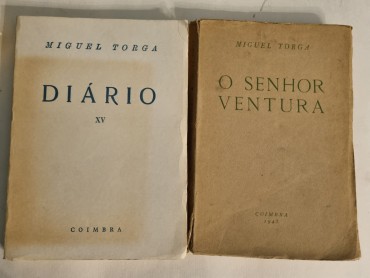 MIGUEL TORGA
DIÁRIO
XV
COIMBRA
MIGUEL TORGA
O SENHOR
VENTURA
COIMBRA